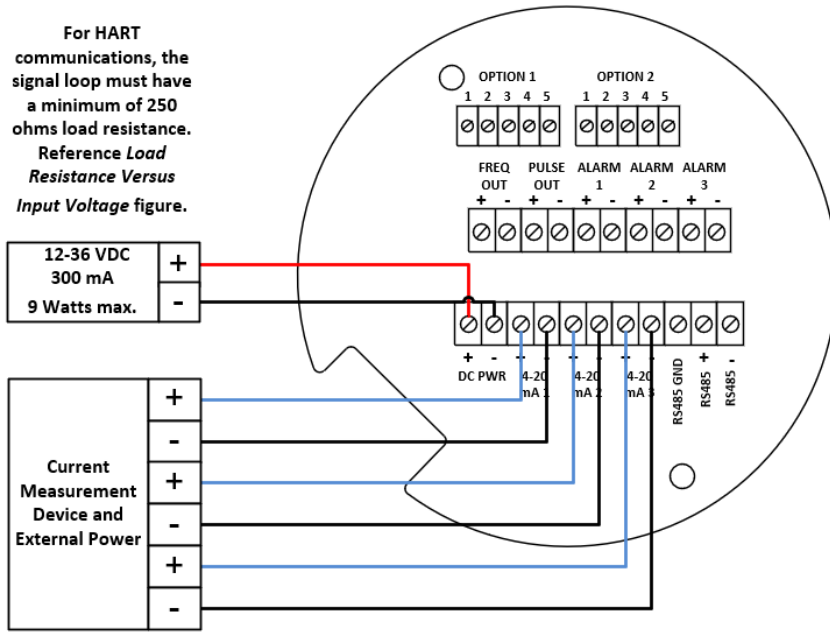 For HART
communications, the
signal loop must have
a minimum of 250
ohms load resistance.
Reference Load
Resistance Versus
Input Voltage figure.
OPTION 1
OPTION 2
1 2 3 4 5
1 2 3 4 5
FREQ OUT
PULSE OUT
ALARM 1
ALARM 2
ALARM 3
+ - + - + - + - + -
12-36 VDC
300 mA
9 Watts max.
+
-
+ - + - + - + -
DC PWR
4-20 mA 1
4-20 mA 2
4-20 mA 3
RS485 GND
RS485 +
RS485 -
Current
Measurement
Device and
External Power
+
-
+
-
+
-